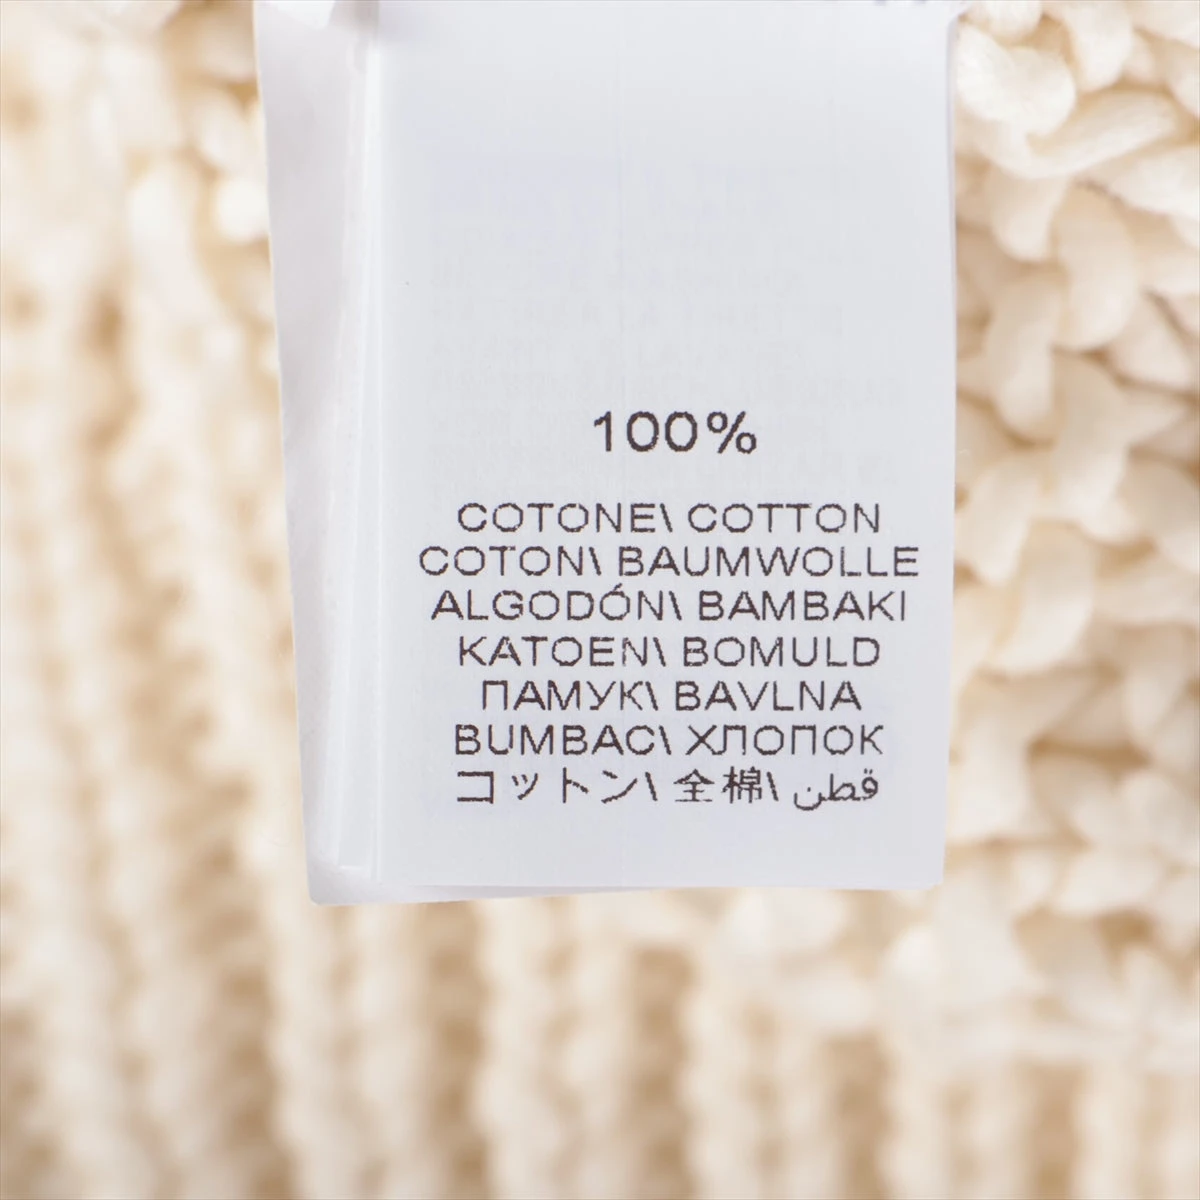 100%
COTONE\ COTTON
COTON\ BAUMWOLLE
ALGODÓN\ BAMBAKI
KATOEN\ BOMULD
ПАМУК\ BAVLNA
BUMBAC\ ХЛОПОК
コットン\ 全棉\ قطن